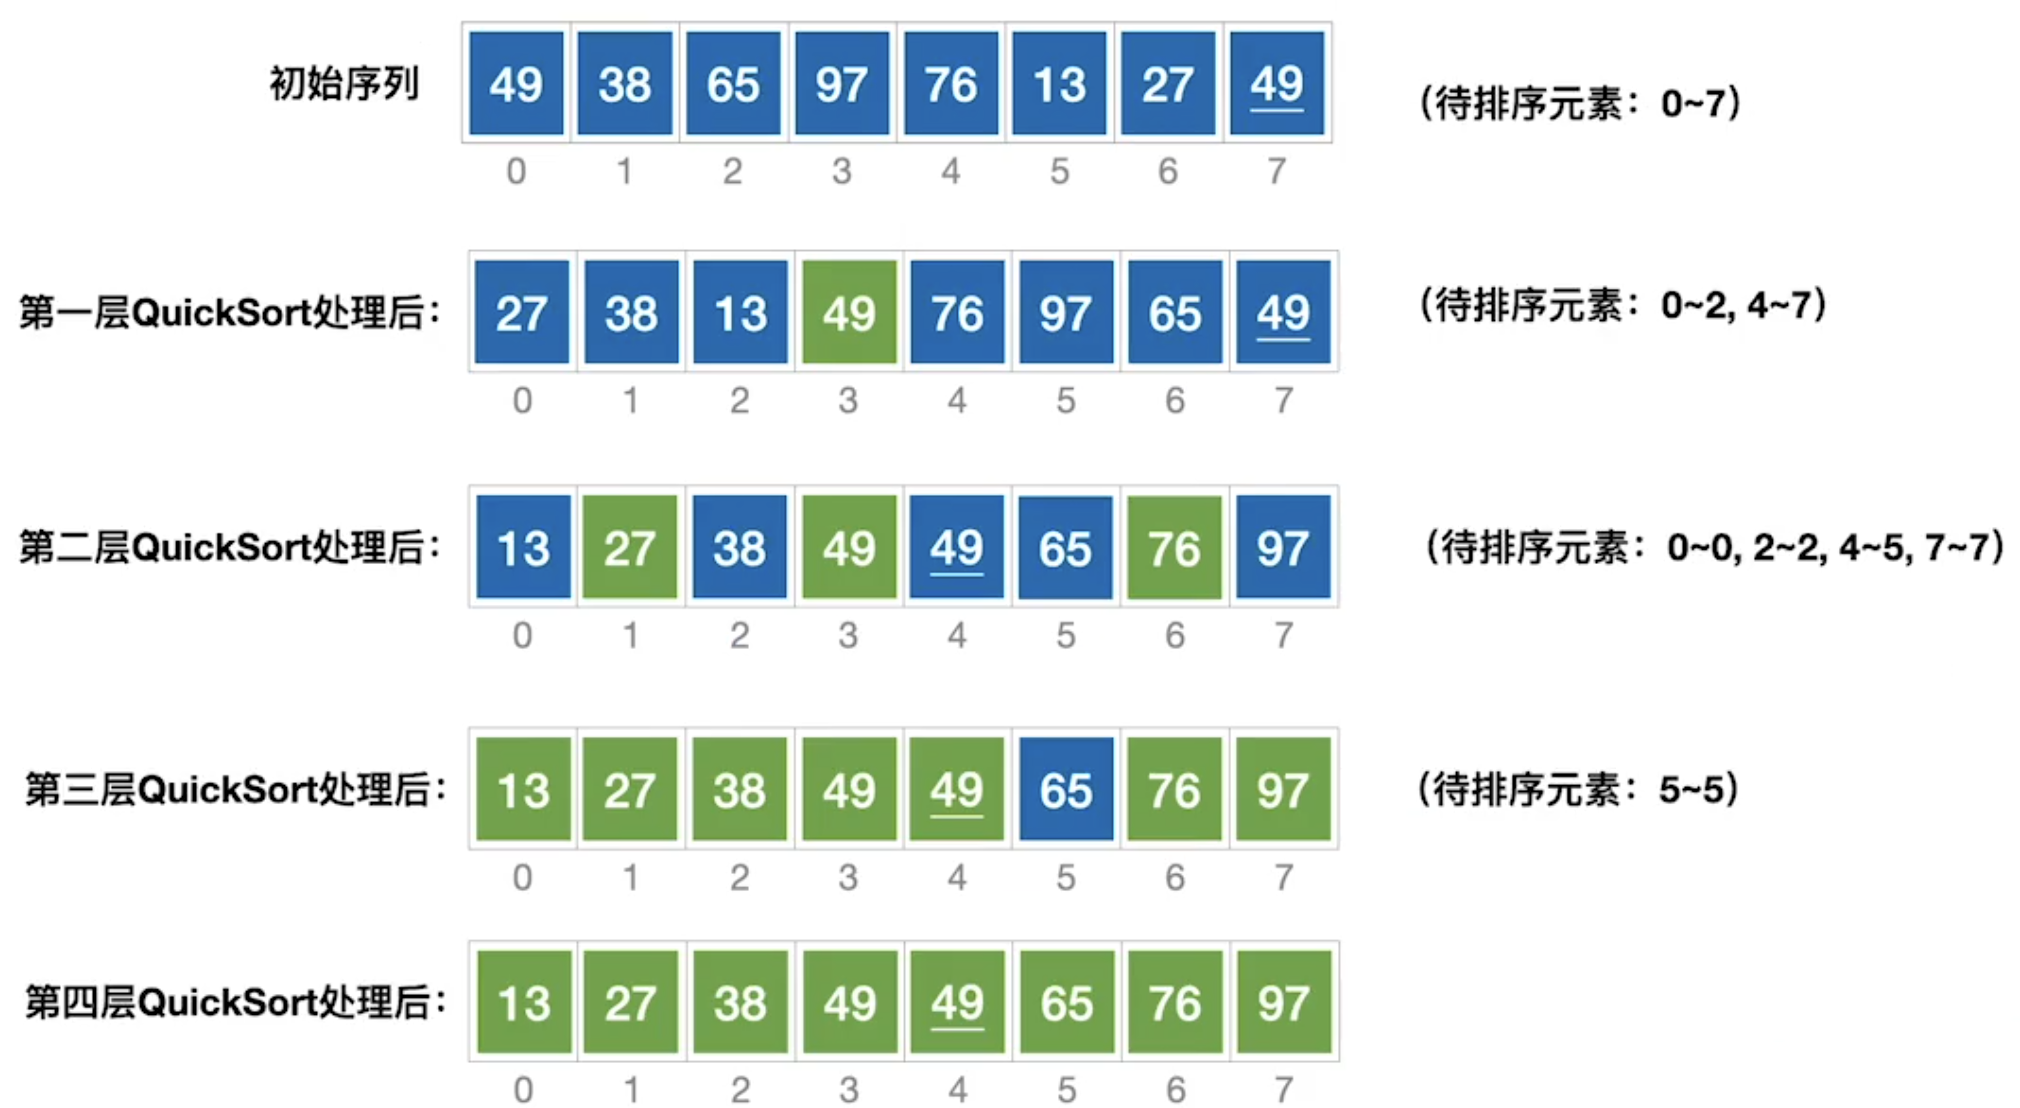 初始序列 49 38 65 97 76 13 27 49 （待排序元素：0~7）
0 1 2 3 4 5 6 7
第一层QuickSort处理后： 27 38 13 49 76 97 65 49 （待排序元素：0~2, 4~7）
0 1 2 3 4 5 6 7
第二层QuickSort处理后： 13 27 38 49 49 65 76 97 （待排序元素：0~0, 2~2, 4~5, 7~7）
0 1 2 3 4 5 6 7
第三层QuickSort处理后： 13 27 38 49 49 65 76 97 （待排序元素：5~5）
0 1 2 3 4 5 6 7
第四层QuickSort处理后： 13 27 38 49 49 65 76 97
0 1 2 3 4 5 6 7